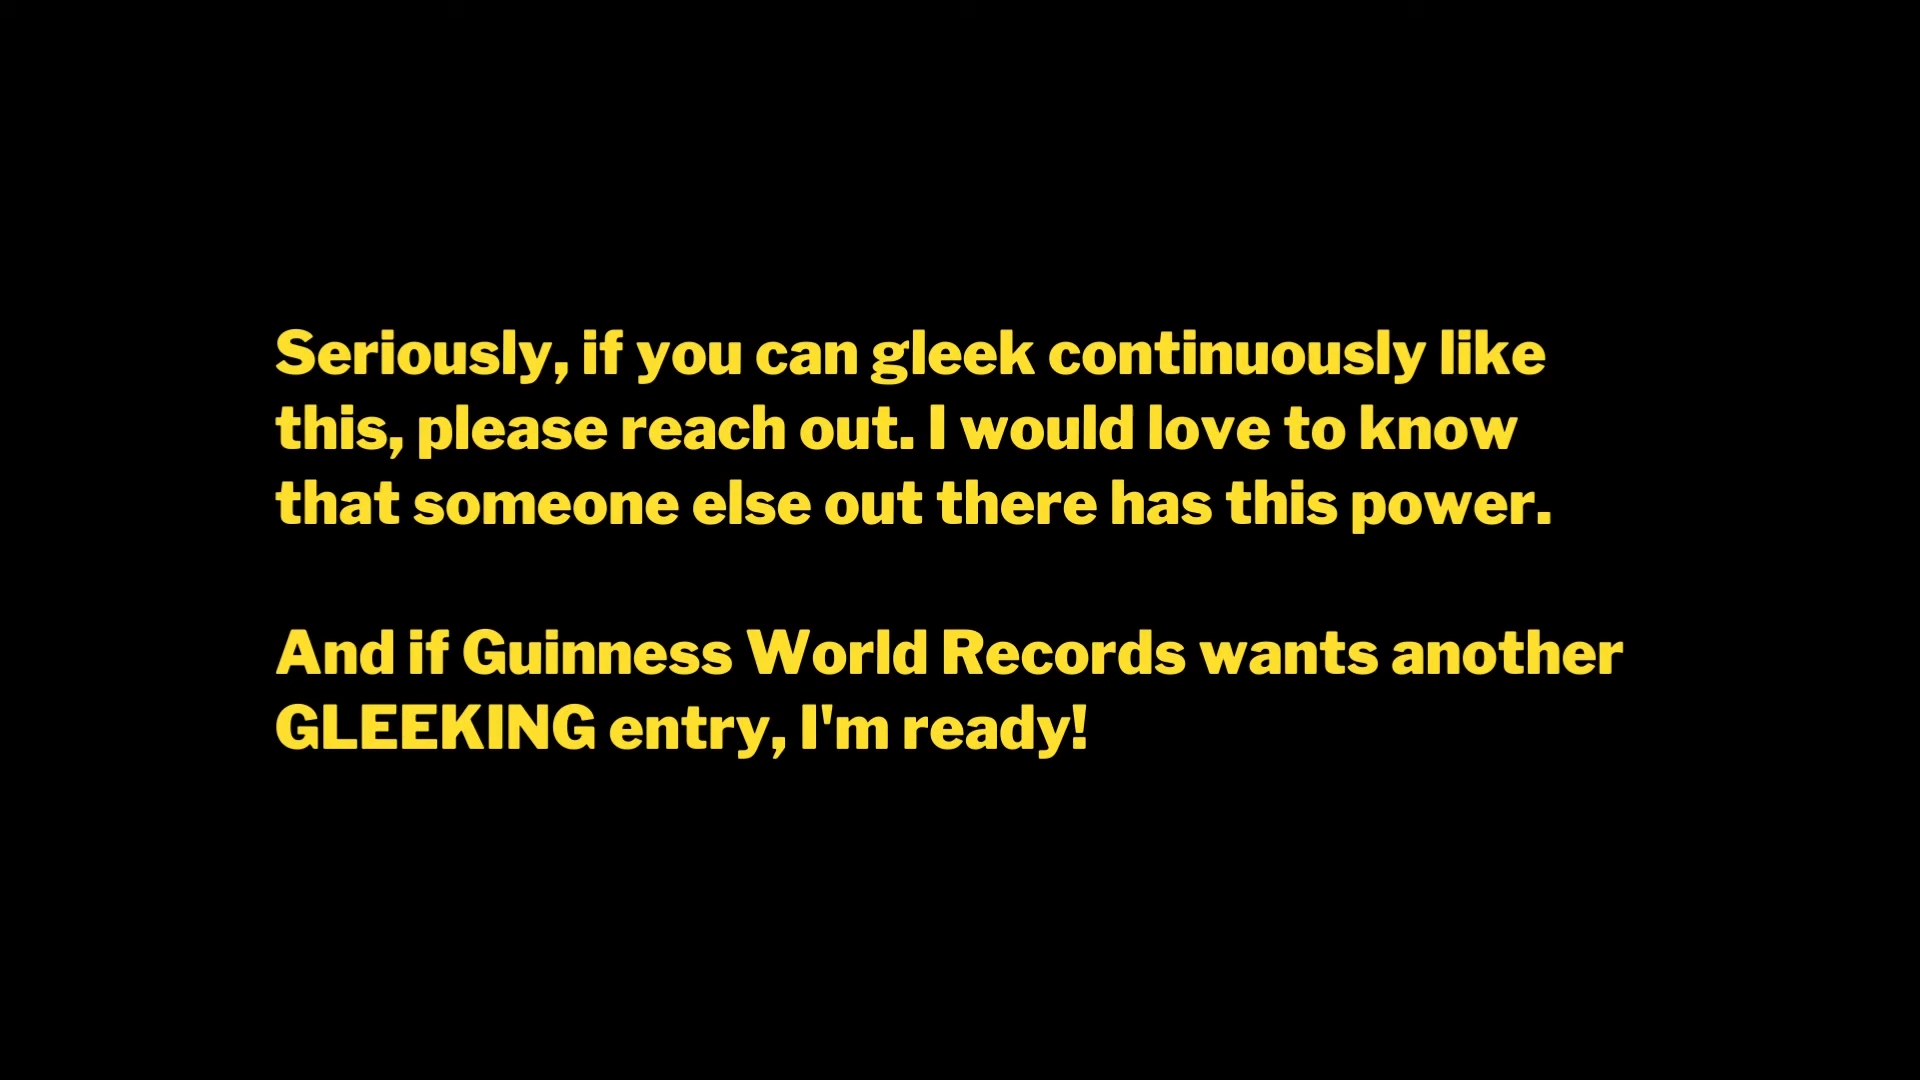 Seriously, if you can gleek continuously like
this, please reach out. I would love to know
that someone else out there has this power.
And if Guinness World Records wants another
GLEEKING entry, I'm ready!